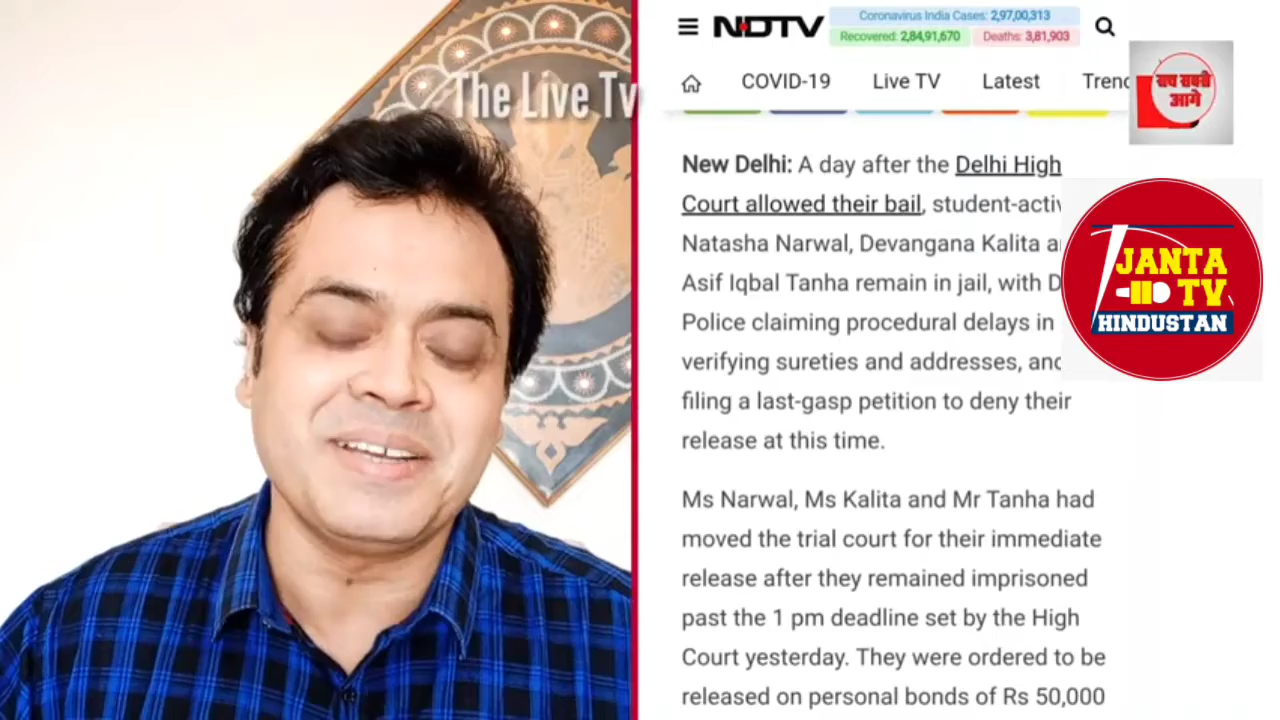 The Live Tv
NDTV
Coronavirus India Cases: 2,97,00,313
Recovered: 2,84,91,670
Deaths: 3,81,903
COVID-19
Live TV
Latest
Trend
सच सबसे
आगे
JANTA
TV
HINDUSTAN
New Delhi: A day after the Delhi High
Court allowed their bail, student-activ
Natasha Narwal, Devangana Kalita a
Asif Iqbal Tanha remain in jail, with D
Police claiming procedural delays in
verifying sureties and addresses, and
filing a last-gasp petition to deny their
release at this time.
Ms Narwal, Ms Kalita and Mr Tanha had
moved the trial court for their immediate
release after they remained imprisoned
past the 1 pm deadline set by the High
Court yesterday. They were ordered to be
released on personal bonds of Rs 50,000